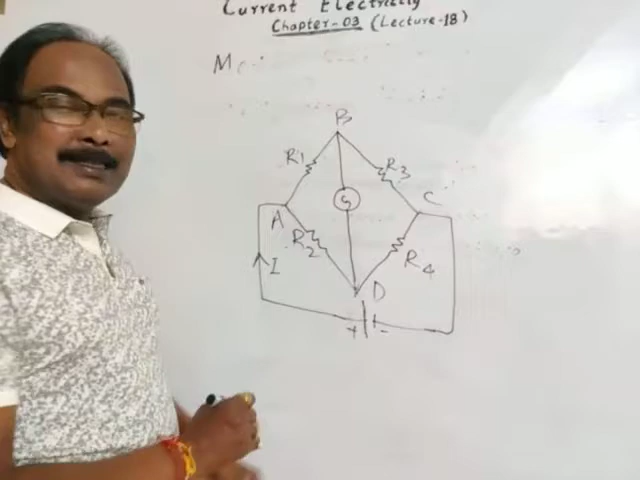 Current Electricity
Chapter-03 (Lecture-18)
B
R1
R3
G
A
C
R2
R4
I
D
+ -